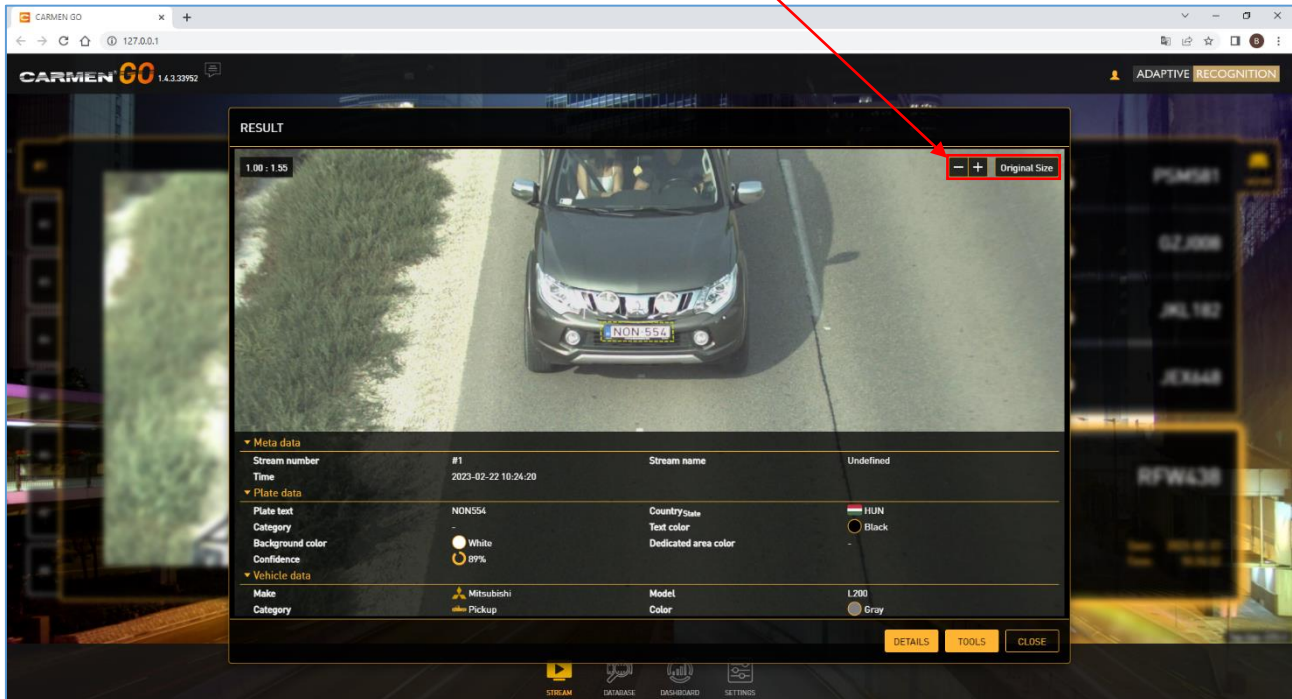 CARMEN GO
127.0.0.1
CARMEN GO 1.4.3.33952
ADAPTIVE RECOGNITION
RESULT
1.00 : 1.55
− + Original Size
NON-554
Meta data
Stream number #1 Stream name Undefined
Time 2023-02-22 10:24:20
Plate data
Plate text NON554 Country State HUN
Category - Text color Black
Background color White Dedicated area color -
Confidence 89%
Vehicle data
Make Mitsubishi Model L200
Category Pickup Color Gray
DETAILS TOOLS CLOSE
PSM581
GZJ008
JKL182
JEX648
RFW438
STREAM DATABASE DASHBOARD SETTINGS